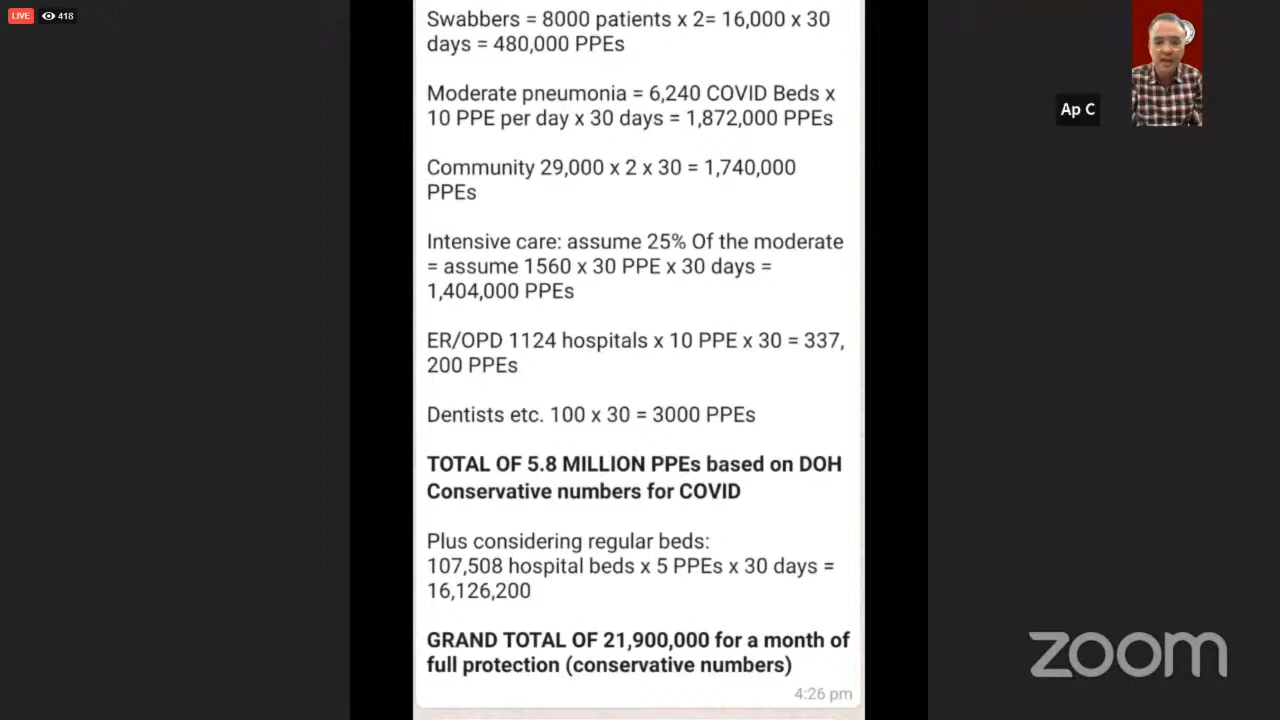 LIVE 418
Swabbers = 8000 patients x 2= 16,000 x 30
days = 480,000 PPEs
Moderate pneumonia = 6,240 COVID Beds x
10 PPE per day x 30 days = 1,872,000 PPEs
Community 29,000 x 2 x 30 = 1,740,000
PPEs
Intensive care: assume 25% Of the moderate
= assume 1560 x 30 PPE x 30 days =
1,404,000 PPEs
ER/OPD 1124 hospitals x 10 PPE x 30 = 337,
200 PPEs
Dentists etc. 100 x 30 = 3000 PPEs
TOTAL OF 5.8 MILLION PPEs based on DOH
Conservative numbers for COVID
Plus considering regular beds:
107,508 hospital beds x 5 PPEs x 30 days =
16,126,200
GRAND TOTAL OF 21,900,000 for a month of
full protection (conservative numbers)
4:26 pm
Ap C
zoom